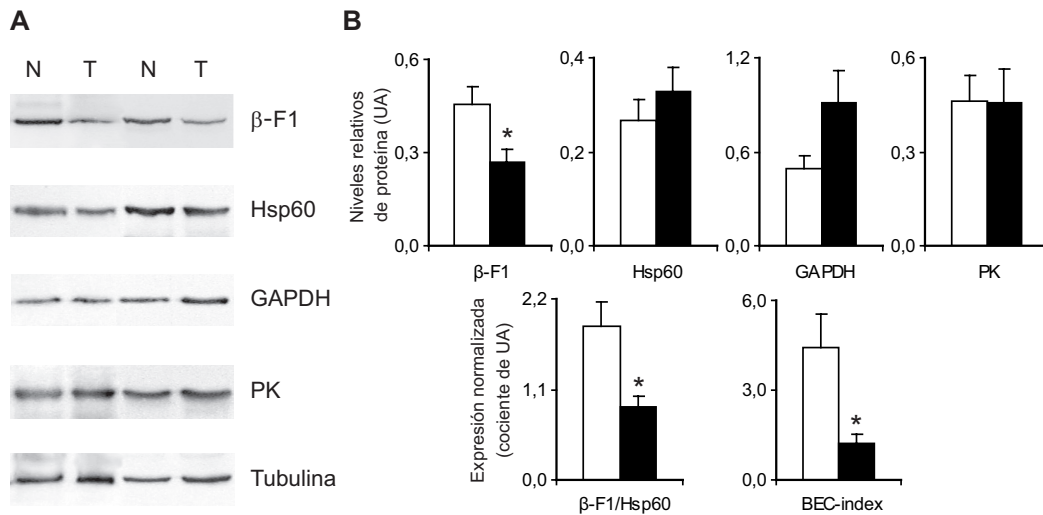 A
N T N T
β-F1
Hsp60
GAPDH
PK
Tubulina
B
Niveles relativos
de proteína (UA)
0,6
0,3
0,0
*
β-F1
0,4
0,2
0,0
Hsp60
1,2
0,6
0,0
GAPDH
0,6
0,3
0,0
PK
Expresión normalizada
(cociente de UA)
2,2
1,1
0,0
*
β-F1/Hsp60
6,0
3,0
0,0
*
BEC-index